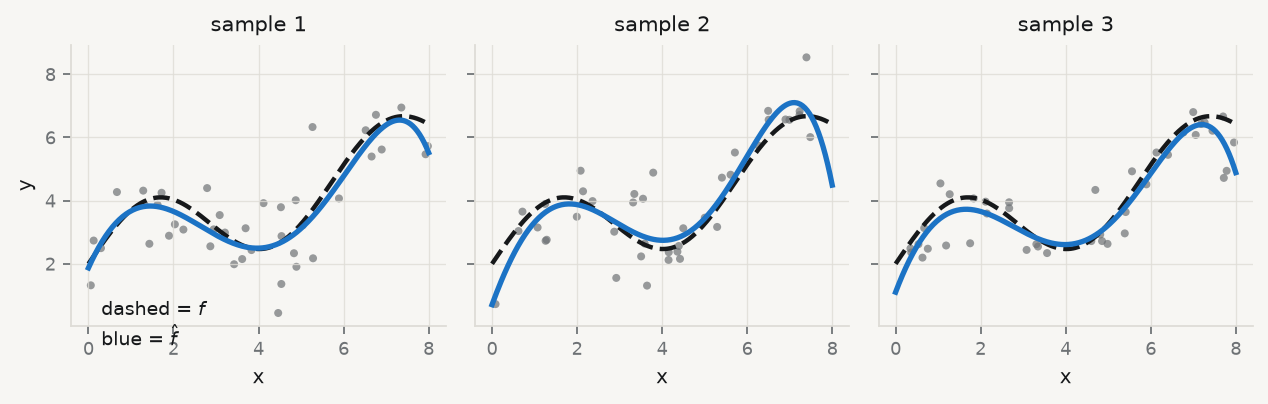 sample 1
sample 2
sample 3
y
8
6
4
2
dashed = f
blue = f̂
0 2 4 6 8
0 2 4 6 8
0 2 4 6 8
x
x
x